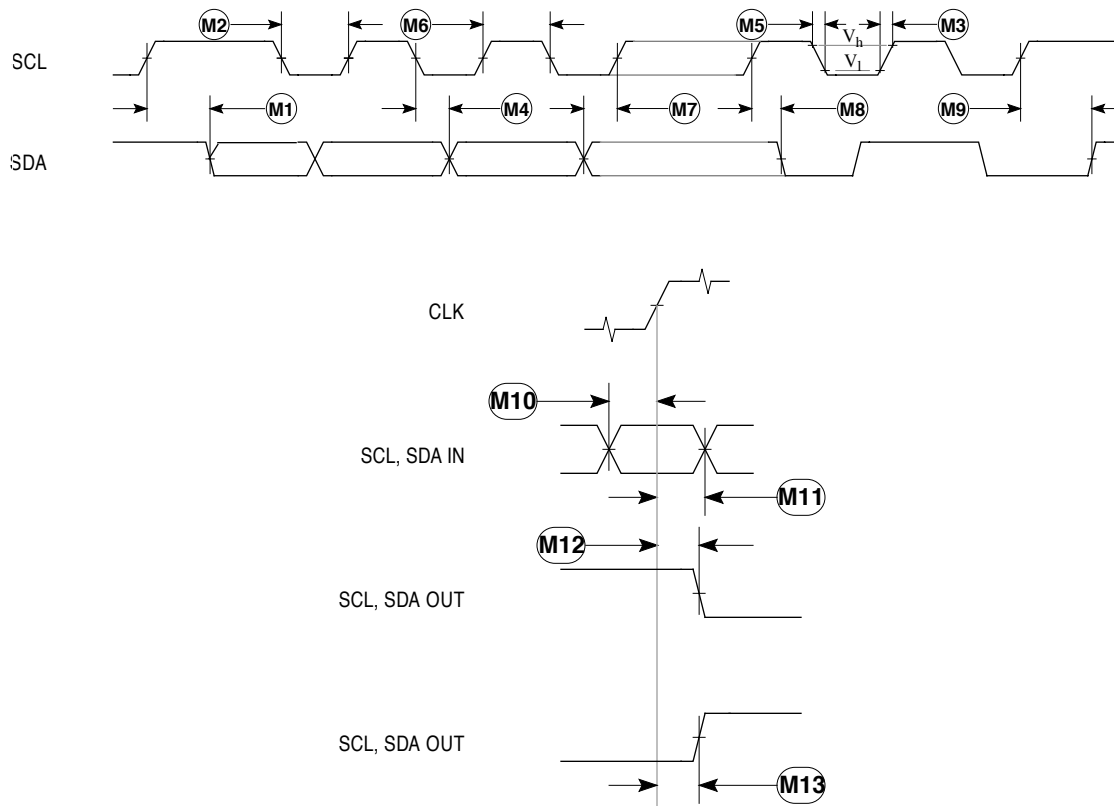 M2 M6 M5 M3
Vh
SCL
Vl
M1 M4 M7 M8 M9
SDA
CLK
M10
SCL, SDA IN
M11
M12
SCL, SDA OUT
SCL, SDA OUT
M13